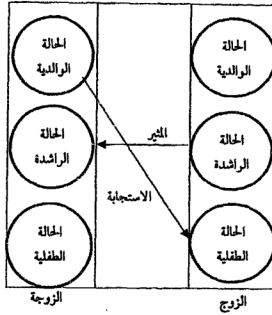 الحالة
الوالدية
الحالة
الوالدية
الحالة
الراشدة
المثير
الحالة
الراشدة
الاستجابة
الحالة
الطفلية
الحالة
الطفلية
الزوج
الزوجة